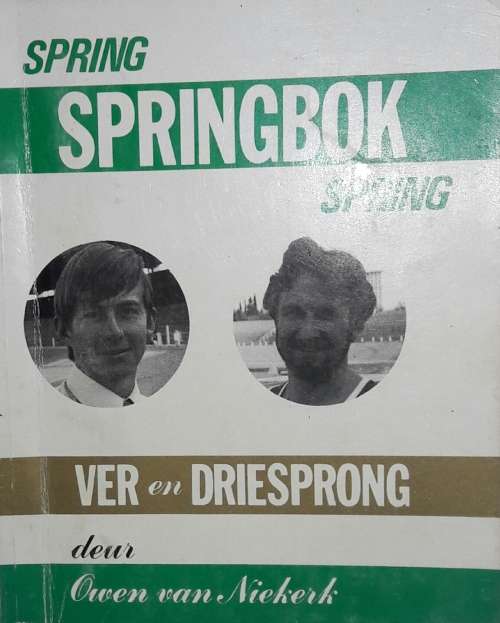 SPRING
SPRINGBOK
SPRING
VER en DRIESPRONG
deur
Owen van Niekerk